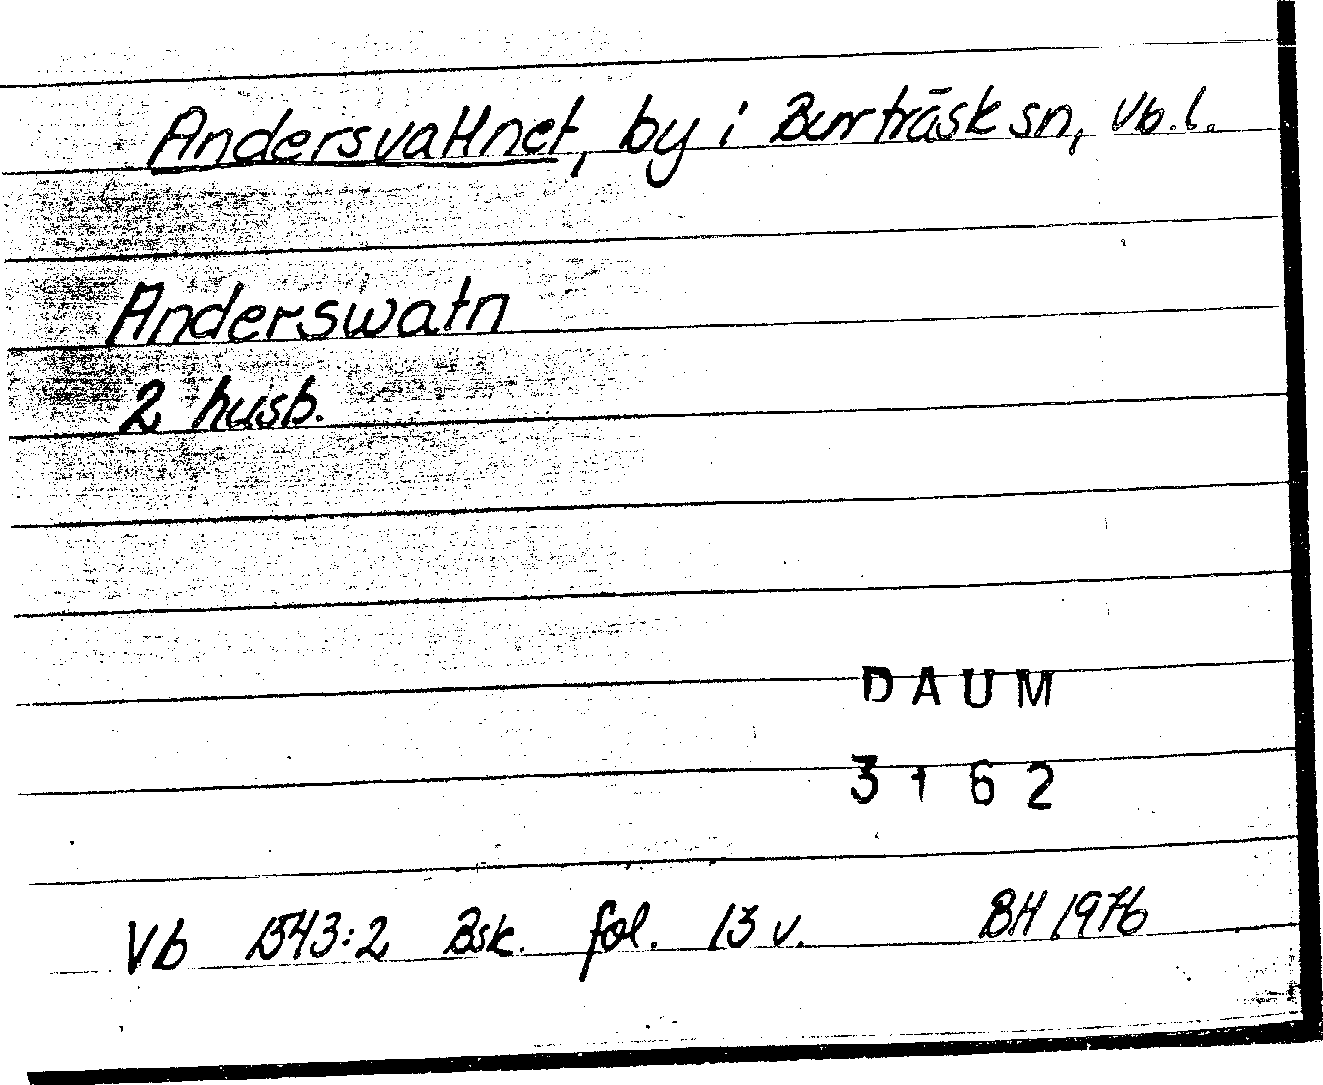 Andersvattnet, by i Burträsk sn, Vb.l.
Anderswatn
2 husb.
DAUM
3162
Vb 1543:2 Bsk. fol. 13 v. BH 1976